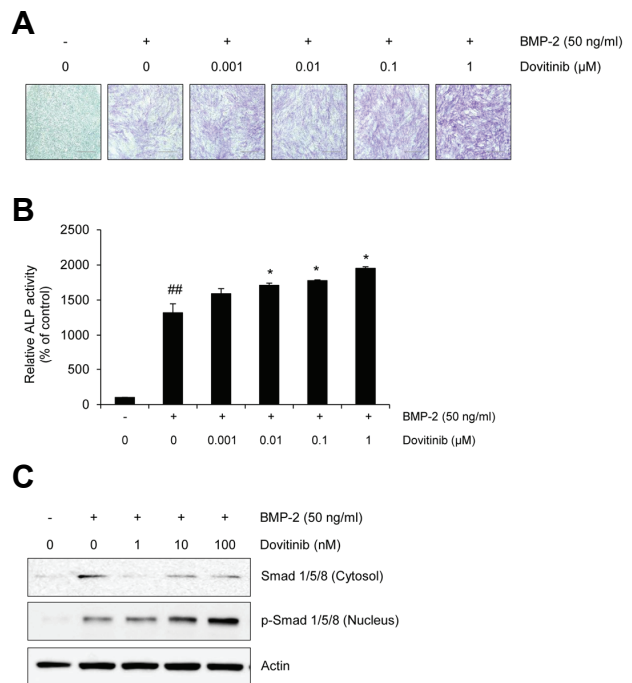 A
- + + + + + BMP-2 (50 ng/ml)
0 0 0.001 0.01 0.1 1 Dovitinib (µM)
B
Relative ALP activity
(% of control)
2500
2000
1500
1000
500
0
## * * *
- + + + + + BMP-2 (50 ng/ml)
0 0 0.001 0.01 0.1 1 Dovitinib (µM)
C
- + + + + BMP-2 (50 ng/ml)
0 0 1 10 100 Dovitinib (nM)
Smad 1/5/8 (Cytosol)
p-Smad 1/5/8 (Nucleus)
Actin